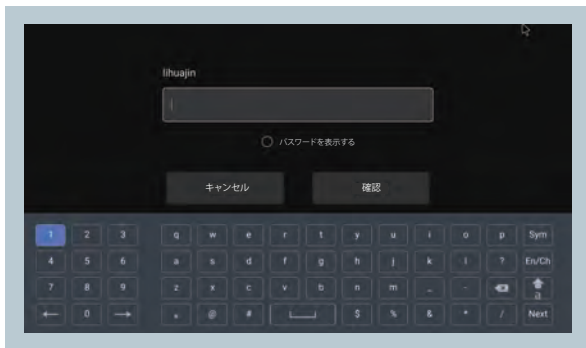 lihuajin
パスワードを表示する
キャンセル 確認
1 2 3 q w e r t y u i o p Sym
4 5 6 a s d f g h j k l ? En/Ch
7 8 9 z x c v b n m _ - a
← 0 → . @ # $ % & * / Next